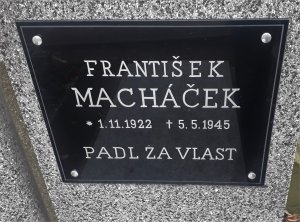 FRANTIŠEK
MACHÁČEK
* 1.11.1922 † 5.5.1945
PADL ZA VLAST